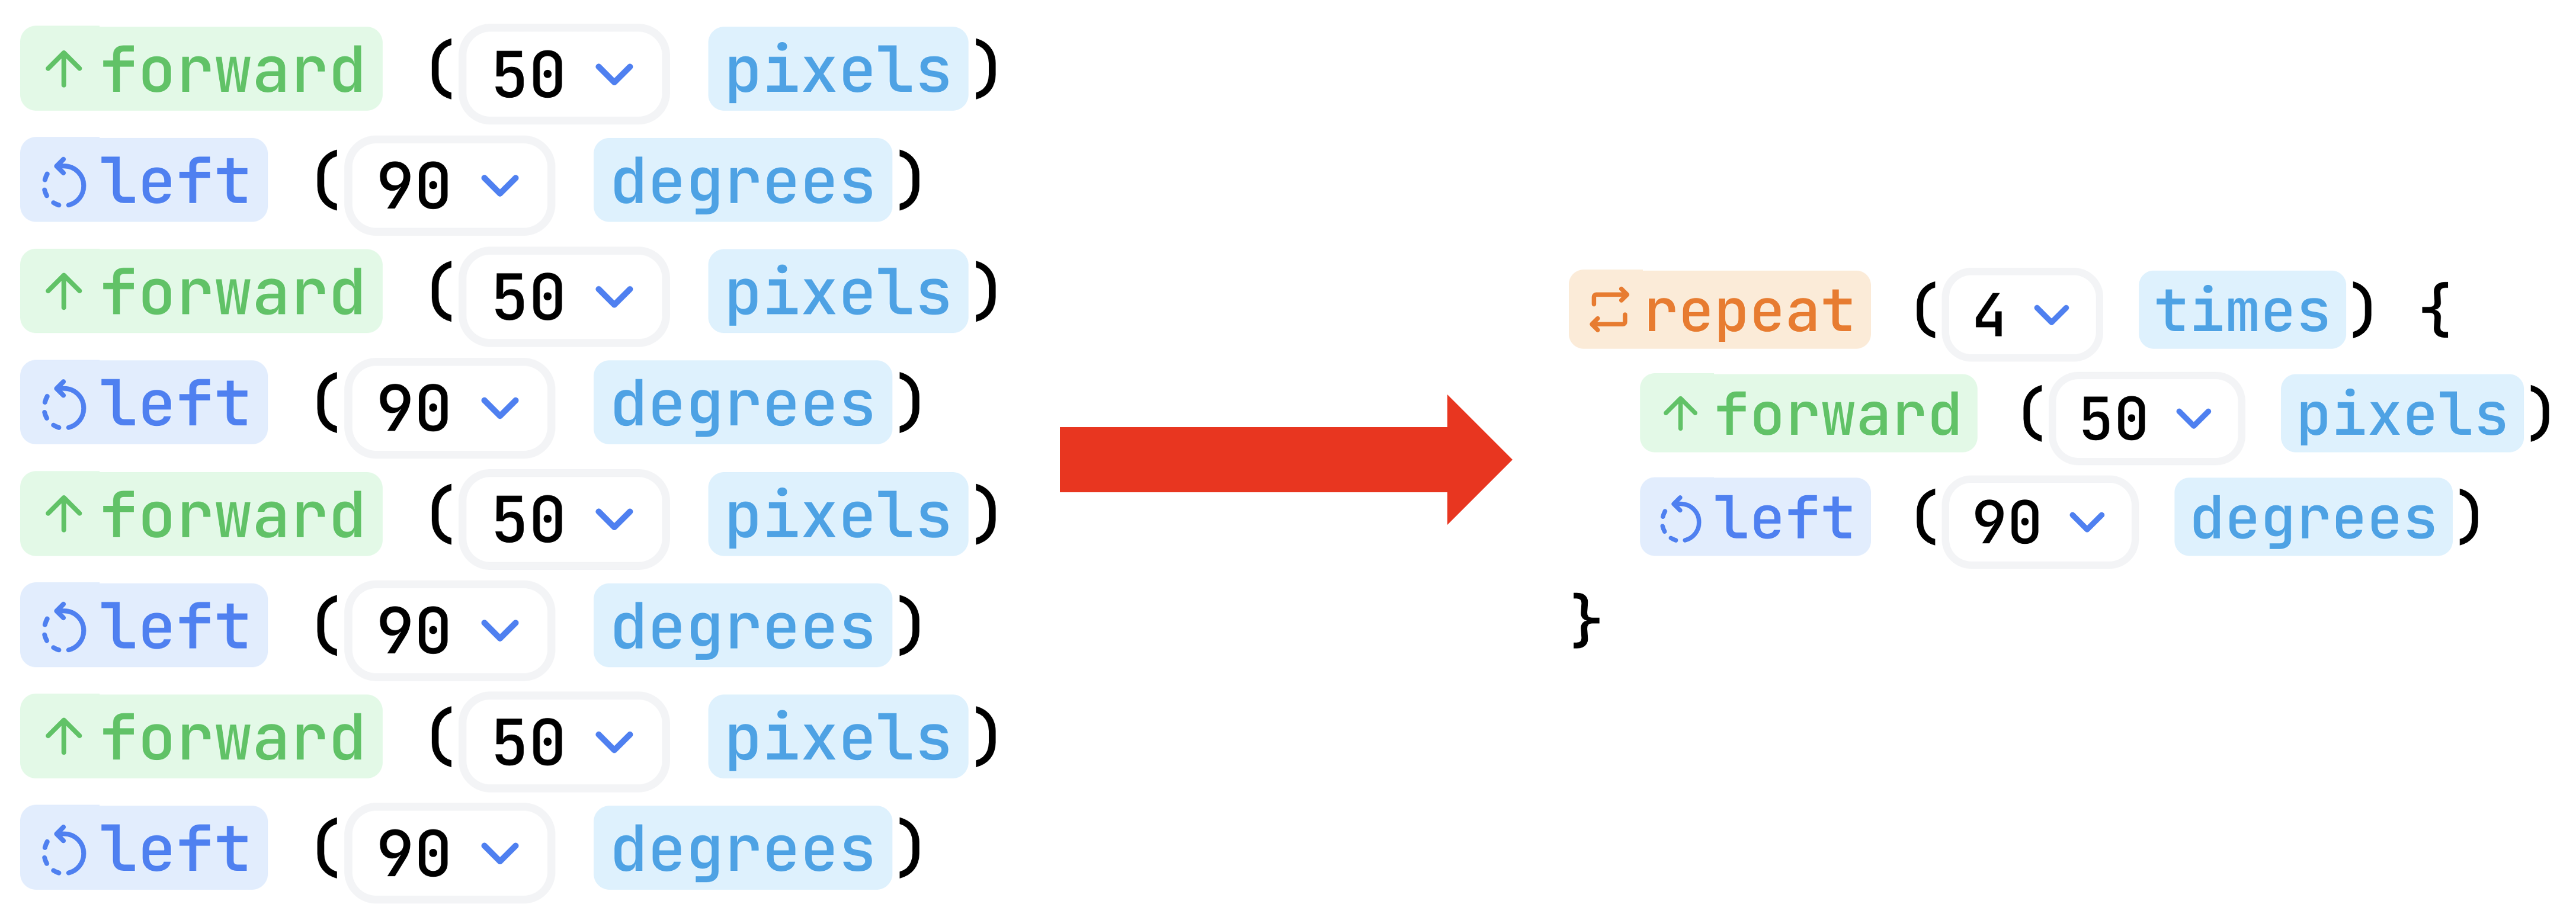 forward (50 pixels)
left (90 degrees)
forward (50 pixels)
left (90 degrees)
forward (50 pixels)
left (90 degrees)
forward (50 pixels)
left (90 degrees)
repeat (4 times) {
forward (50 pixels)
left (90 degrees)
}